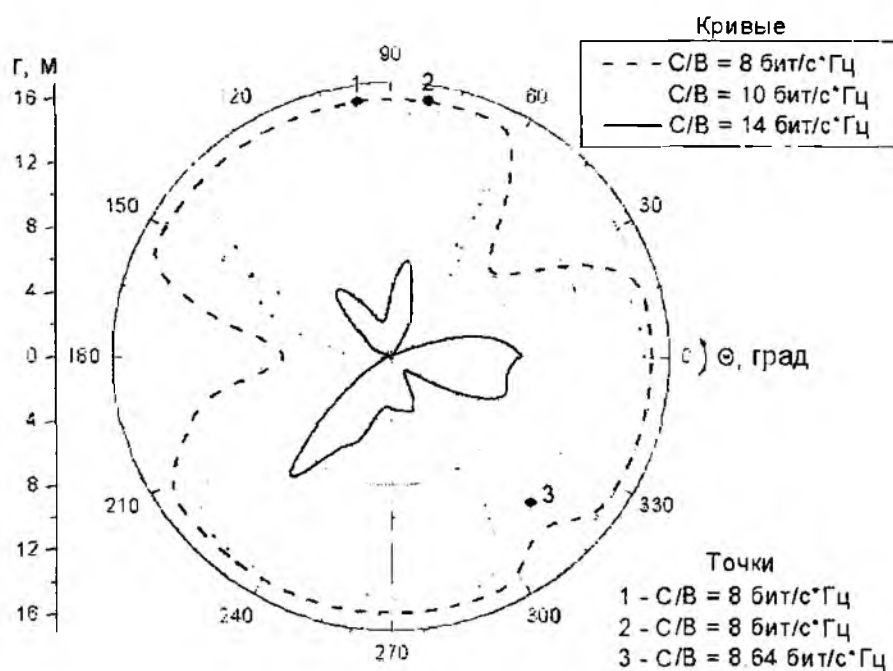 Кривые
C/B = 8 бит/с*Гц
C/B = 10 бит/с*Гц
C/B = 14 бит/с*Гц
Г, м
16
12
8
4
0
4
8
12
16
90
60
30
0
Θ, град
330
300
270
240
210
180
150
120
1
2
3
Точки
1 - C/B = 8 бит/с*Гц
2 - C/B = 8 бит/с*Гц
3 - C/B = 8.64 бит/с*Гц